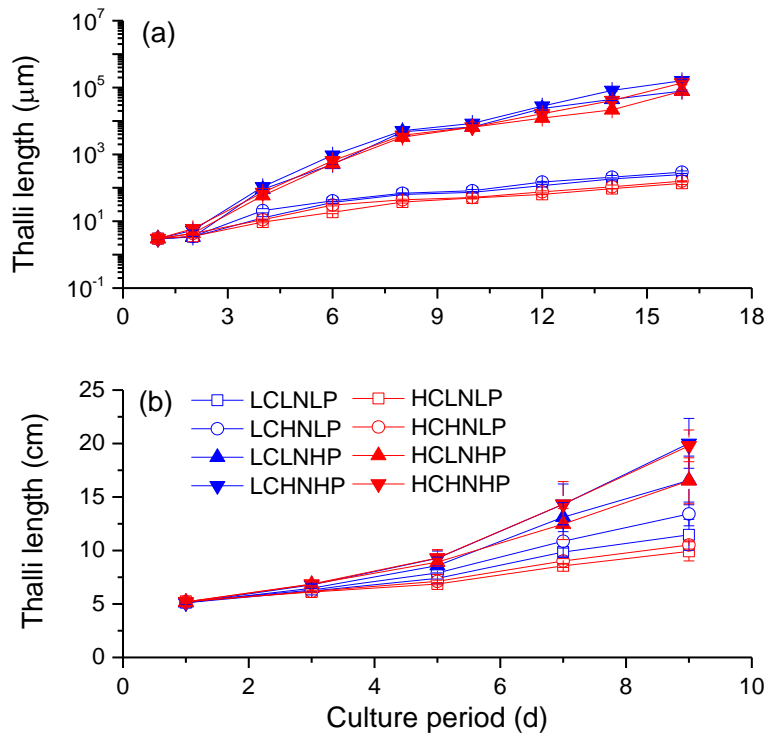 (a)
Thalli length (μm)
10^7
10^5
10^3
10^1
10^-1
0 3 6 9 12 15 18
(b)
LCLNLP HCLNLP
LCHNLP HCHNLP
LCLNHP HCLNHP
LCHNHP HCHNHP
Thalli length (cm)
25
20
15
10
5
0
0 2 4 6 8 10
Culture period (d)